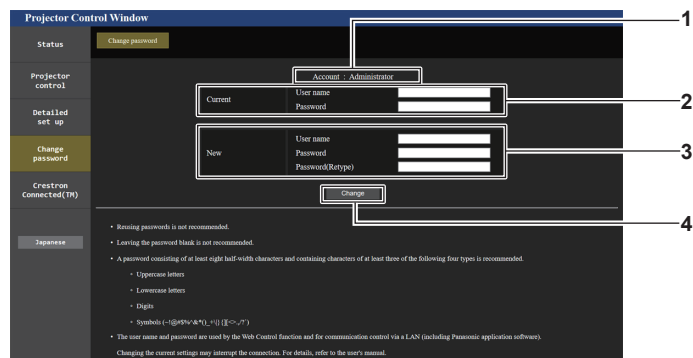 Projector Control Window
1
Status
Change password
Account : Administrator
Projector
control
Current
User name
Password
2
Detailed
set up
New
User name
Password
Password(Retype)
3
Change
password
Change
4
Crestron
Connected(TM)
Japanese
• Reusing passwords is not recommended.
• Leaving the password blank is not recommended.
• A password consisting of at least eight half-width characters and containing characters of at least three of the following four types is recommended.
• Uppercase letters
• Lowercase letters
• Digits
• Symbols
• The user name and password are used by the Web Control function and for communication control via a LAN (including Panasonic application software).
Changing the current settings may interrupt the connection. For details, refer to the user's manual.